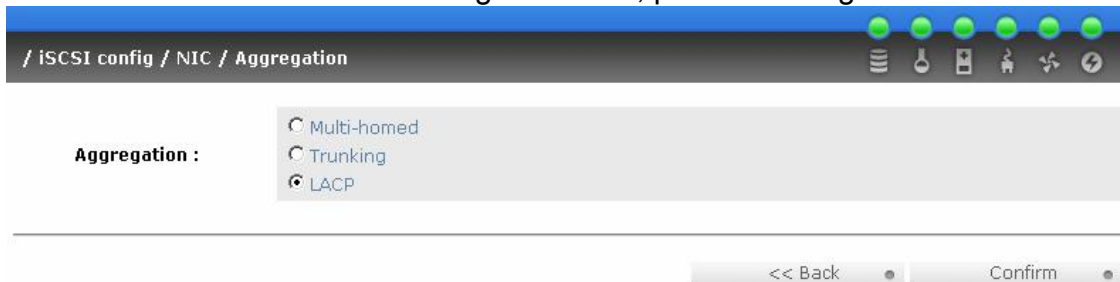 / iSCSI config / NIC / Aggregation
Aggregation :
Multi-homed
Trunking
LACP
<< Back
Confirm